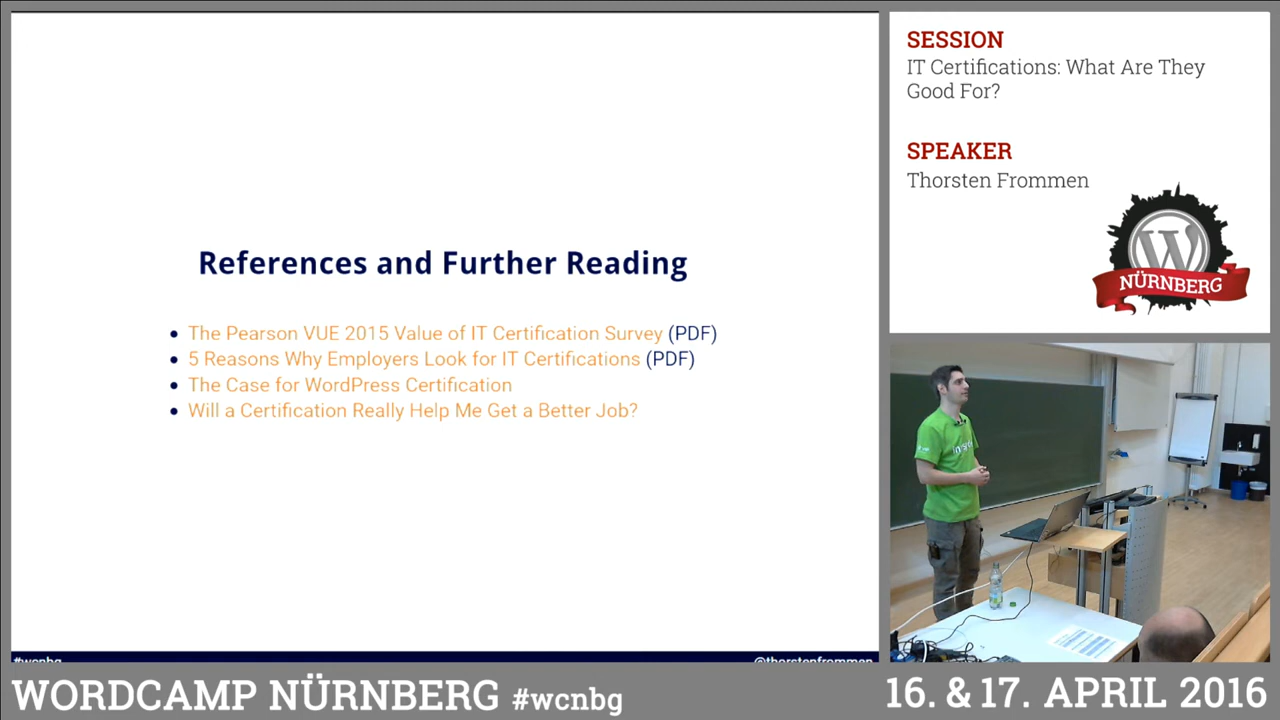 References and Further Reading
The Pearson VUE 2015 Value of IT Certification Survey (PDF)
5 Reasons Why Employers Look for IT Certifications (PDF)
The Case for WordPress Certification
Will a Certification Really Help Me Get a Better Job?
#wcnbg
@thorstenfrommen
SESSION
IT Certifications: What Are They
Good For?
SPEAKER
Thorsten Frommen
W
NÜRNBERG
WORDCAMP NÜRNBERG #wcnbg
16. & 17. APRIL 2016